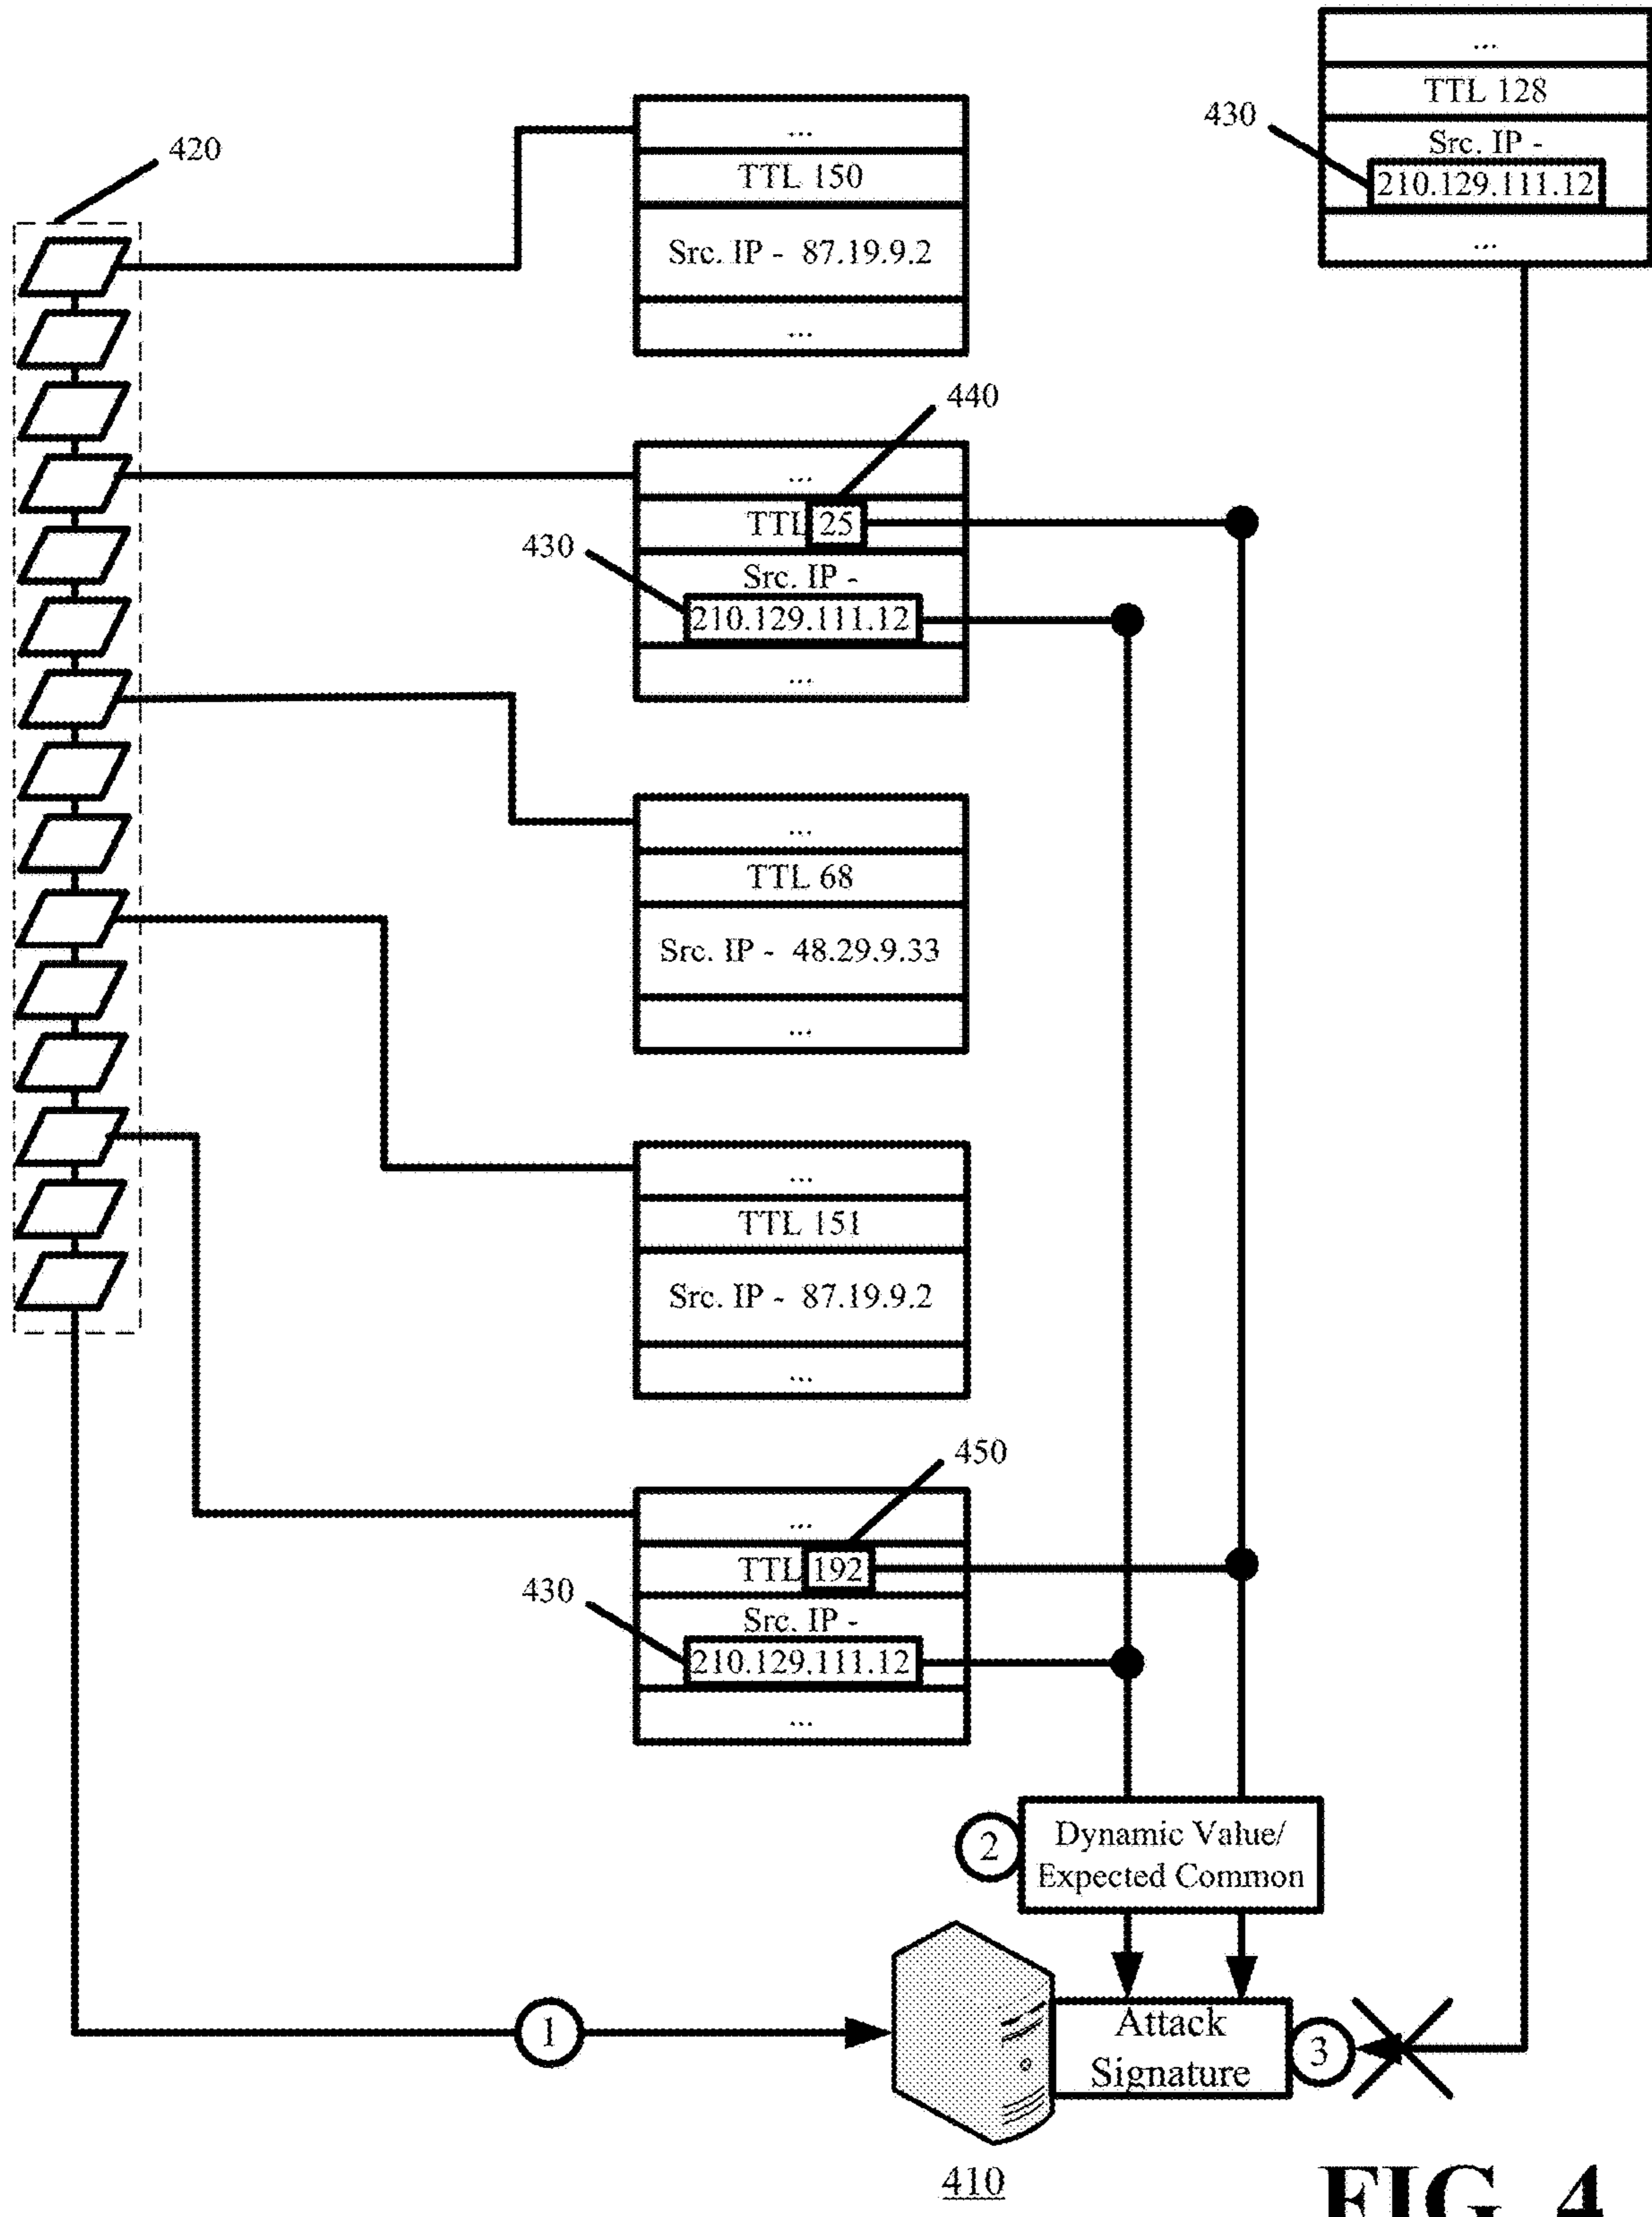 ...
TTL 128
430
Src. IP -
210.129.111.12
...
420
...
TTL 150
Src. IP - 87.19.9.2
...
440
...
TTL 25
430
Src. IP -
210.129.111.12
...
...
TTL 68
Src. IP - 48.29.9.33
...
...
TTL 151
Src. IP - 87.19.9.2
...
450
...
TTL 192
430
Src. IP -
210.129.111.12
...
2
Dynamic Value/
Expected Common
1
Attack
Signature
3
410
FIG. 4